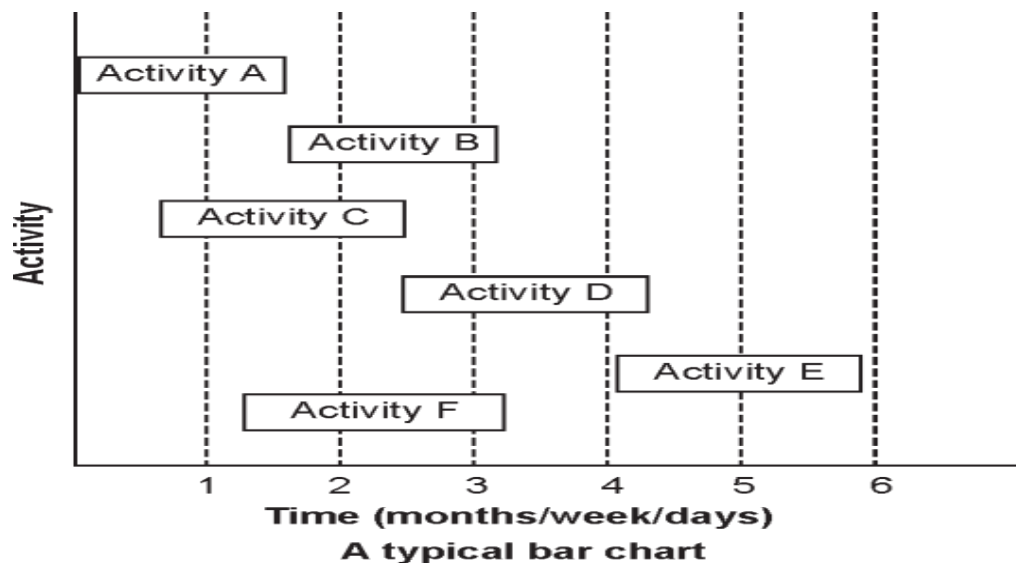 Activity A
Activity B
Activity C
Activity D
Activity E
Activity F
Activity
1 2 3 4 5 6
Time (months/week/days)
A typical bar chart